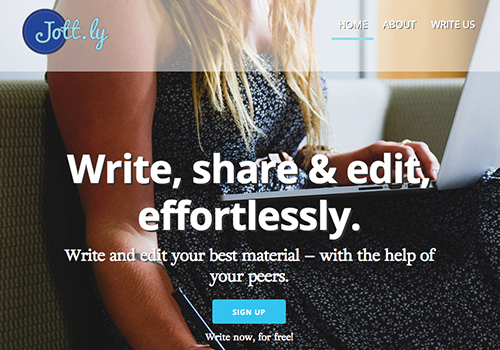 Jott.ly
HOME ABOUT WRITE US
Write, share & edit,
effortlessly.
Write and edit your best material — with the help of
your peers.
SIGN UP
Write now, for free!